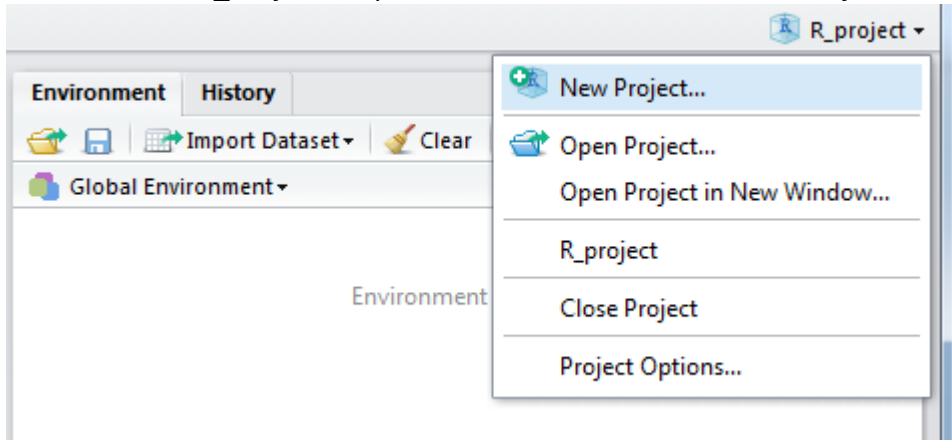 R_project
Environment History
New Project...
Import Dataset Clear
Open Project...
Global Environment
Open Project in New Window...
R_project
Environment
Close Project
Project Options...